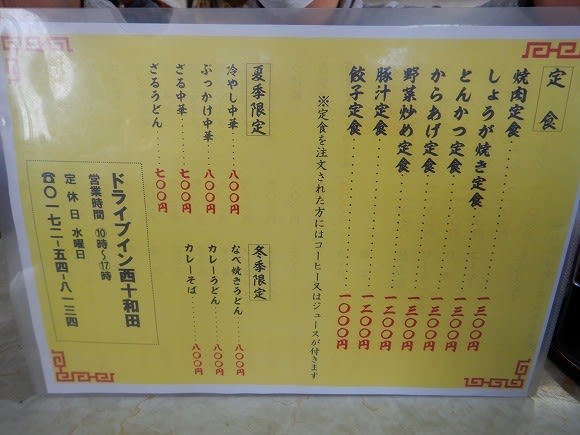 定食
焼肉定食‥‥‥‥‥一三〇〇円
しょうが焼き定食‥‥‥‥‥一三〇〇円
とんかつ定食‥‥‥‥‥一三〇〇円
からあげ定食‥‥‥‥‥一三〇〇円
野菜炒め定食‥‥‥‥‥一三〇〇円
豚汁定食‥‥‥‥‥一二〇〇円
餃子定食‥‥‥‥‥一〇〇〇円
※定食を注文された方にはコーヒー又はジュースが付きます
夏季限定
冷やし中華‥‥‥八〇〇円
ぶっかけ中華‥‥‥八〇〇円
ざる中華‥‥‥七〇〇円
ざるうどん‥‥‥七〇〇円
冬季限定
なべ焼きうどん‥‥‥八〇〇円
カレーうどん‥‥‥八〇〇円
カレーそば‥‥‥八〇〇円
ドライブイン西十和田
営業時間 ⑩時～⑰時
定休日 水曜日
☎〇一七二－五四－八一三四